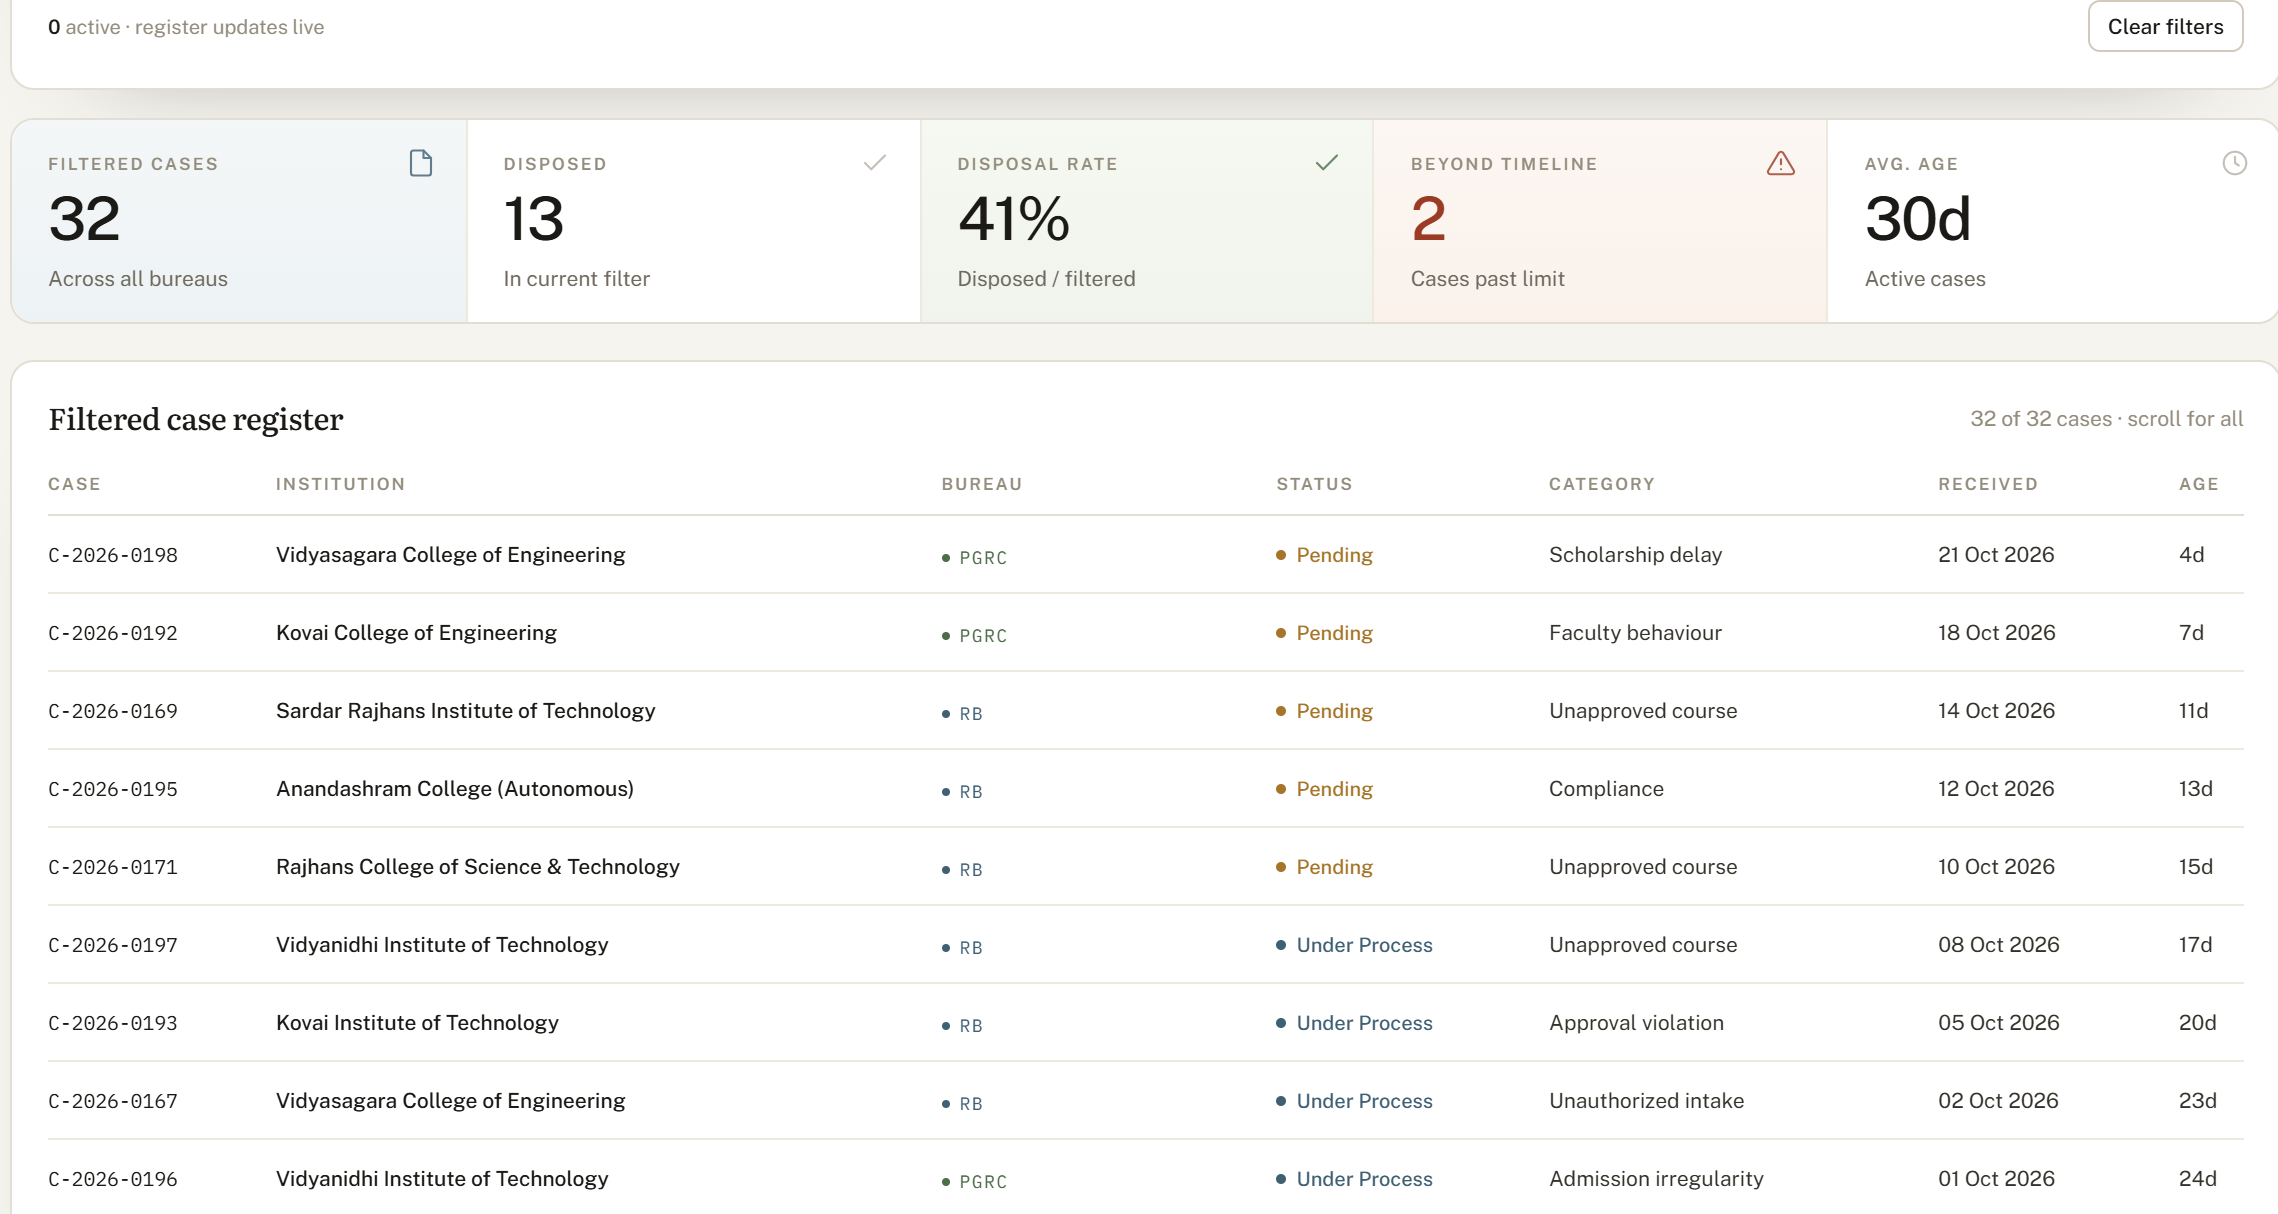 0 active · register updates live
Clear filters
FILTERED CASES
32
Across all bureaus
DISPOSED
13
In current filter
DISPOSAL RATE
41%
Disposed / filtered
BEYOND TIMELINE
2
Cases past limit
AVG. AGE
30d
Active cases
Filtered case register
32 of 32 cases · scroll for all
CASE INSTITUTION BUREAU STATUS CATEGORY RECEIVED AGE
C-2026-0198 Vidyasagara College of Engineering PGRC Pending Scholarship delay 21 Oct 2026 4d
C-2026-0192 Kovai College of Engineering PGRC Pending Faculty behaviour 18 Oct 2026 7d
C-2026-0169 Sardar Rajhans Institute of Technology RB Pending Unapproved course 14 Oct 2026 11d
C-2026-0195 Anandashram College (Autonomous) RB Pending Compliance 12 Oct 2026 13d
C-2026-0171 Rajhans College of Science & Technology RB Pending Unapproved course 10 Oct 2026 15d
C-2026-0197 Vidyanidhi Institute of Technology RB Under Process Unapproved course 08 Oct 2026 17d
C-2026-0193 Kovai Institute of Technology RB Under Process Approval violation 05 Oct 2026 20d
C-2026-0167 Vidyasagara College of Engineering RB Under Process Unauthorized intake 02 Oct 2026 23d
C-2026-0196 Vidyanidhi Institute of Technology PGRC Under Process Admission irregularity 01 Oct 2026 24d